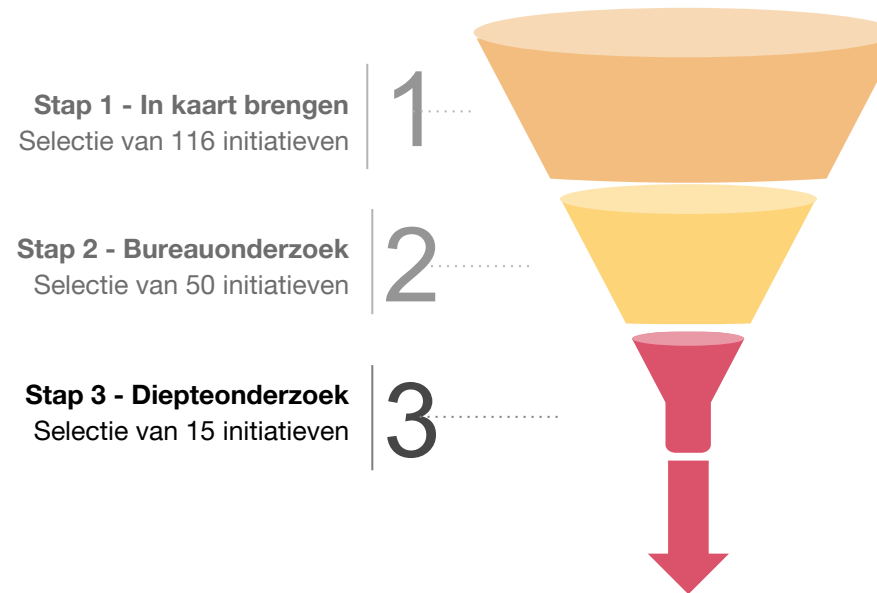 Stap 1 - In kaart brengen
Selectie van 116 initiatieven
1
Stap 2 - Bureauonderzoek
Selectie van 50 initiatieven
2
Stap 3 - Diepteonderzoek
Selectie van 15 initiatieven
3